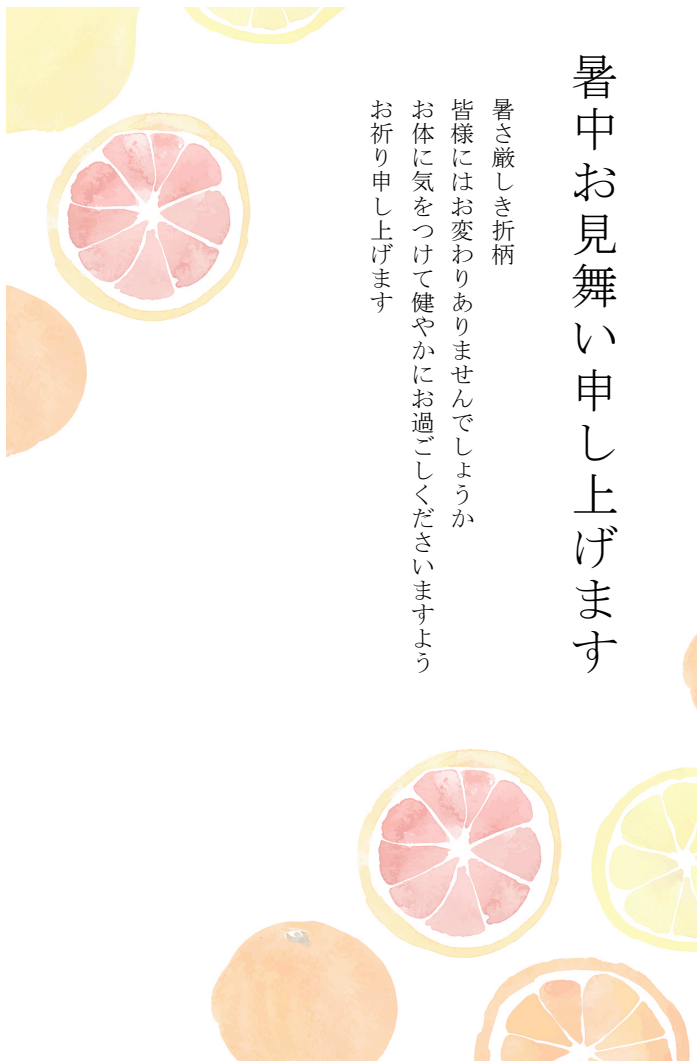 暑中お見舞い申し上げます
暑さ厳しき折柄
皆様にはお変わりありませんでしょうか
お体に気をつけて健やかにお過ごしくださいますよう
お祈り申し上げます